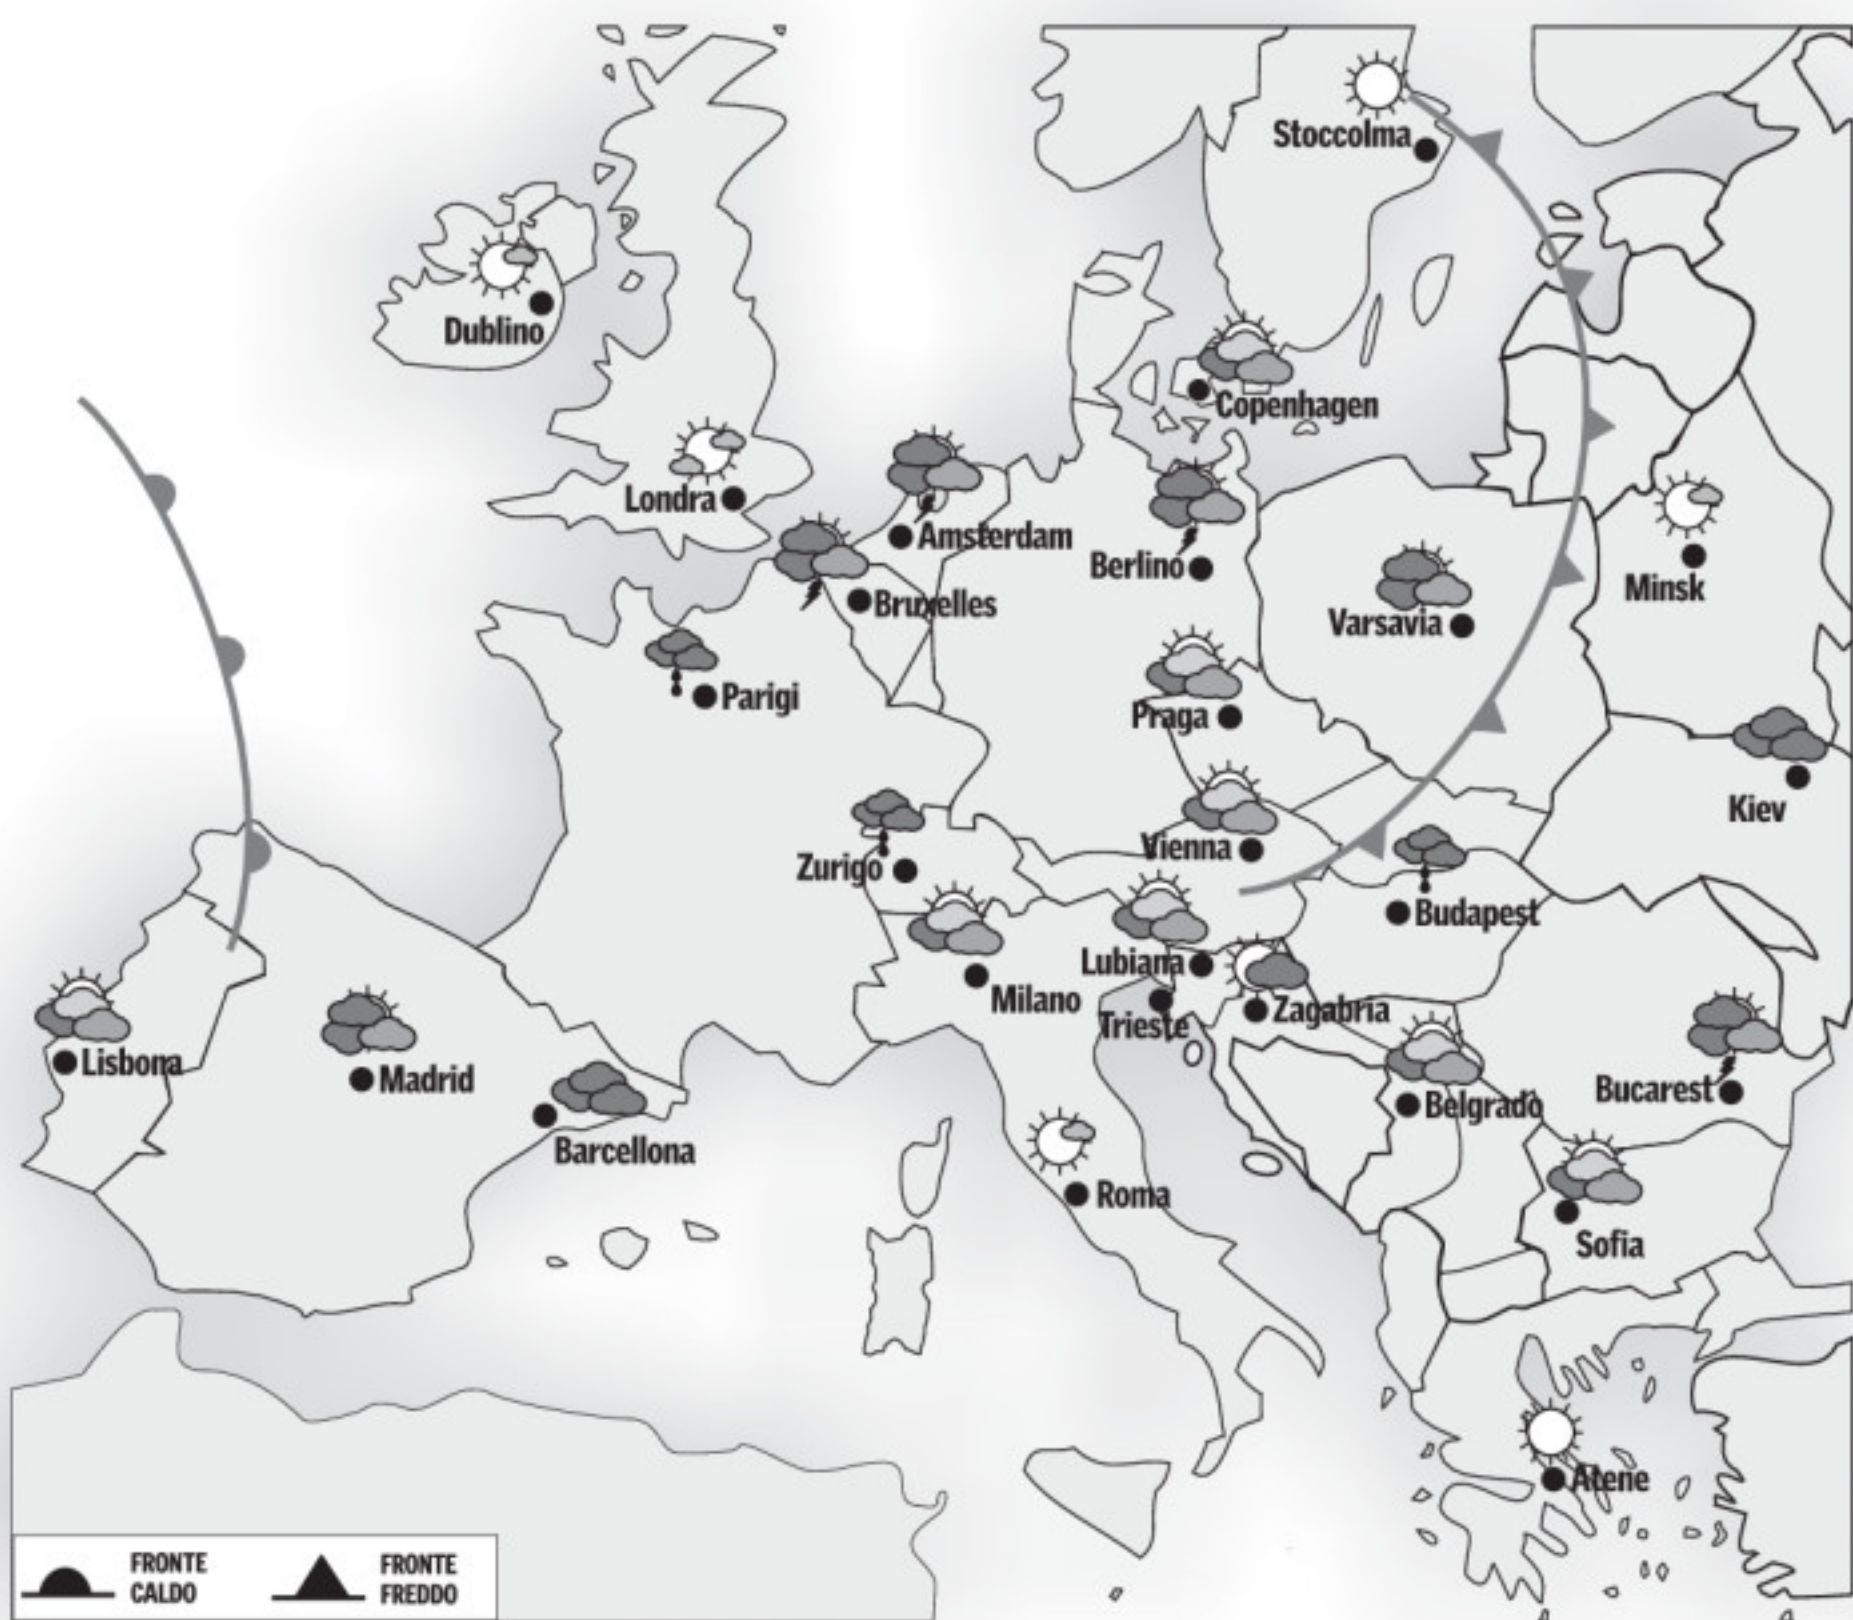 Stoccolma
Dublino
Copenhagen
Londra
Amsterdam
Berlino
Minsk
Bruxelles
Varsavia
Parigi
Praga
Kiev
Vienna
Zurigo
Budapest
Lubiana
Milano
Zagabria
Trieste
Lisbona
Madrid
Bucarest
Belgrado
Barcellona
Roma
Sofia
Atene
FRONTE
CALDO
FRONTE
FREDDO